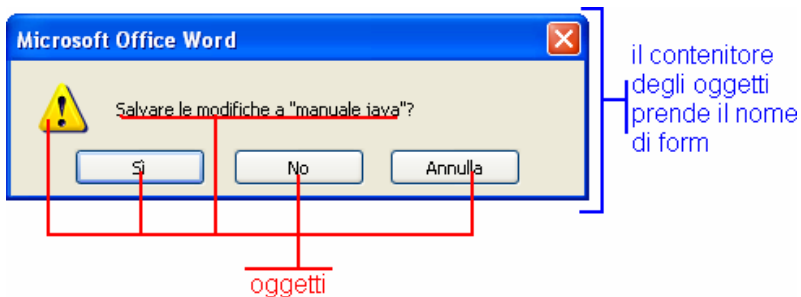 Microsoft Office Word
Salvare le modifiche a "manuale java"?
Sì
No
Annulla
il contenitore
degli oggetti
prende il nome
di form
oggetti